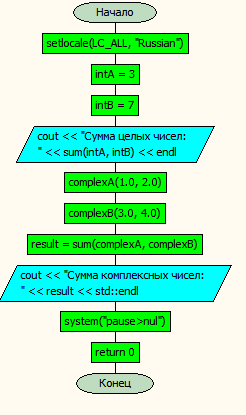 Начало
setlocale(LC_ALL, "Russian")
intA = 3
intB = 7
cout << "Сумма целых чисел:
" << sum(intA, intB) << endl
complexA(1.0, 2.0)
complexB(3.0, 4.0)
result = sum(complexA, complexB)
cout << "Сумма комплексных чисел:
" << result << std::endl
system("pause>nul")
return 0
Конец